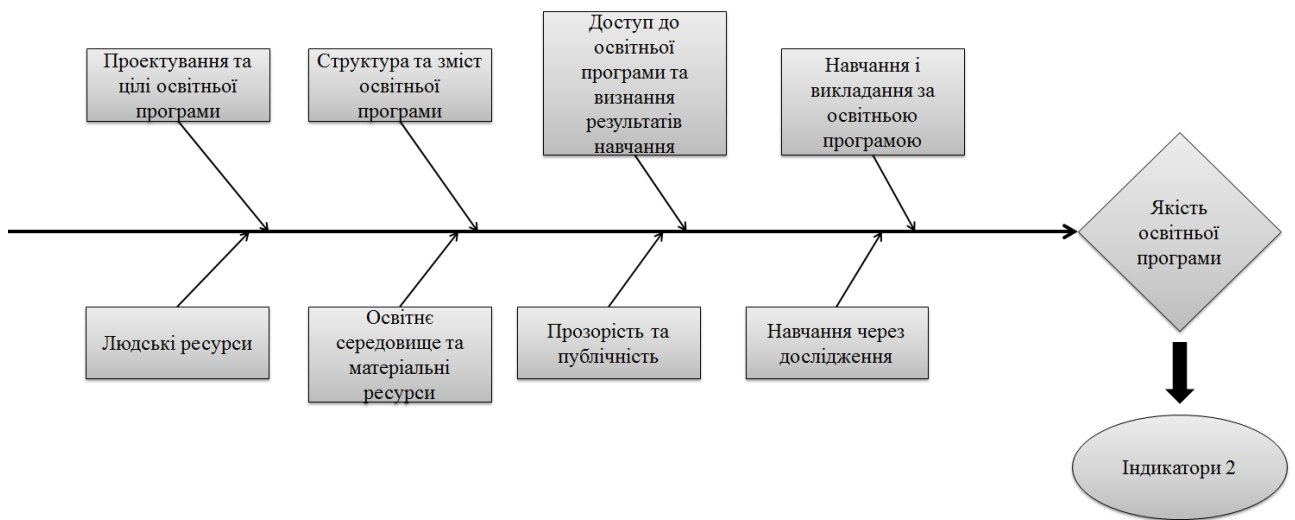 Проектування та
цілі освітньої
програми
Структура та зміст
освітньої
програми
Доступ до
освітньої
програми та
визнання
результатів
навчання
Навчання і
викладання за
освітньою
програмою
Якість
освітньої
програми
Людські ресурси
Освітнє
середовище та
матеріальні
ресурси
Прозорість та
публічність
Навчання через
дослідження
Індикатори 2